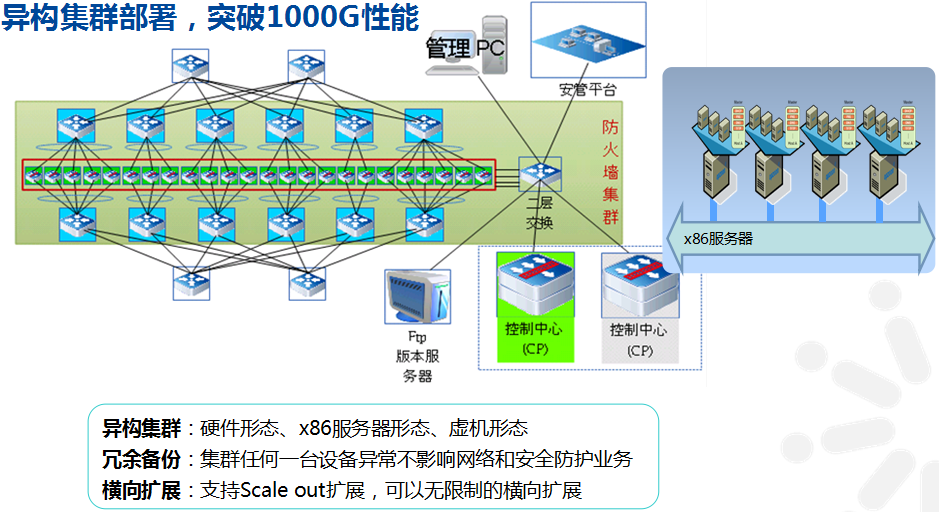 异构集群部署，突破1000G性能
管理PC
安管平台
防火墙集群
二层
交换
x86服务器
Ftp
版本服
务器
控制中心
(CP)
控制中心
(CP)
异构集群：硬件形态、x86服务器形态、虚机形态
冗余备份：集群任何一台设备异常不影响网络和安全防护业务
横向扩展：支持Scale out扩展，可以无限制的横向扩展